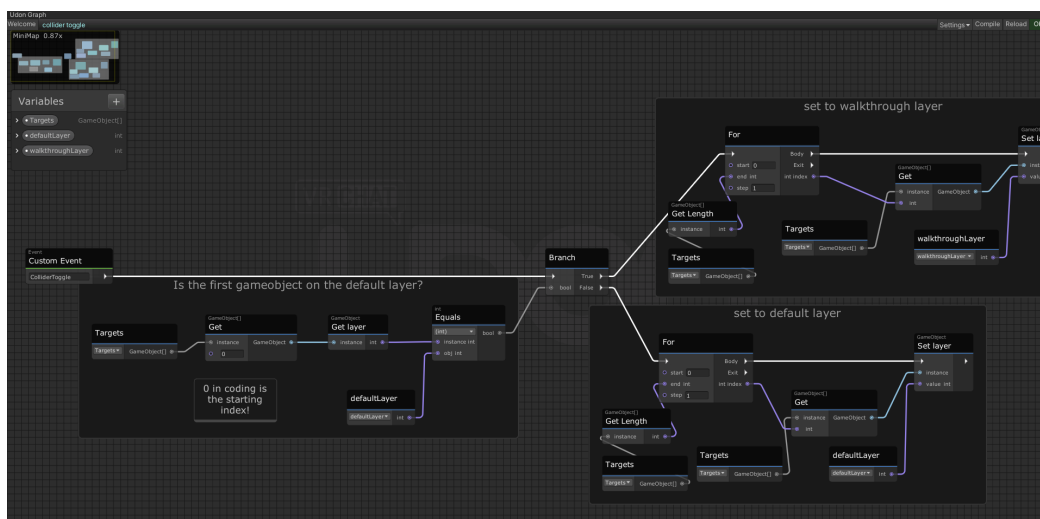 Udon Graph
Welcome collider toggle
Settings Compile Reload
MiniMap 0.87x
Variables +
Targets GameObject[]
defaultLayer int
walkthroughLayer int
set to walkthrough layer
For
Body
start 0 Exit
end int int index
step 1
GameObject[]
Get
instance GameObject
int
Set
GameObject[]
Get Length
instance int
Targets
Targets GameObject[]
Targets
Targets GameObject[]
walkthroughLayer
walkthroughLayer int
Event
Custom Event
ColliderToggle
Branch
True
bool False
Is the first gameobject on the default layer?
Targets
Targets GameObject[]
GameObject[]
Get
instance GameObject
0
GameObject
Get layer
instance int
int
Equals
(int) bool
instance int
obj int
0 in coding is
the starting
index!
defaultLayer
defaultLayer int
set to default layer
For
Body
start 0 Exit
end int int index
step 1
GameObject
Set layer
instance
value int
GameObject[]
Get
instance GameObject
int
GameObject[]
Get Length
instance int
Targets
Targets GameObject[]
Targets
Targets GameObject[]
defaultLayer
defaultLayer int